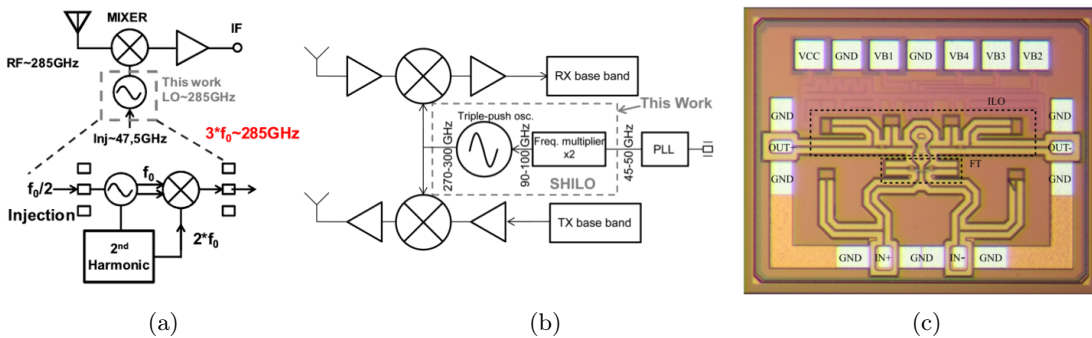 MIXER
IF
RF~285GHz
This work
LO~285GHz
Inj~47,5GHz
3*f0~285GHz
f0/2
f0
Injection
2nd
Harmonic
2*f0
(a)
RX base band
This Work
Triple-push osc.
270-300 GHz
90-100 GHz
Freq. multiplier
x2
45-50 GHz
PLL
SHILO
TX base band
(b)
VCC GND VB1 GND VB4 VB3 VB2
ILO
GND GND
OUT+ OUT-
FT
GND GND
GND IN+ GND IN- GND
(c)